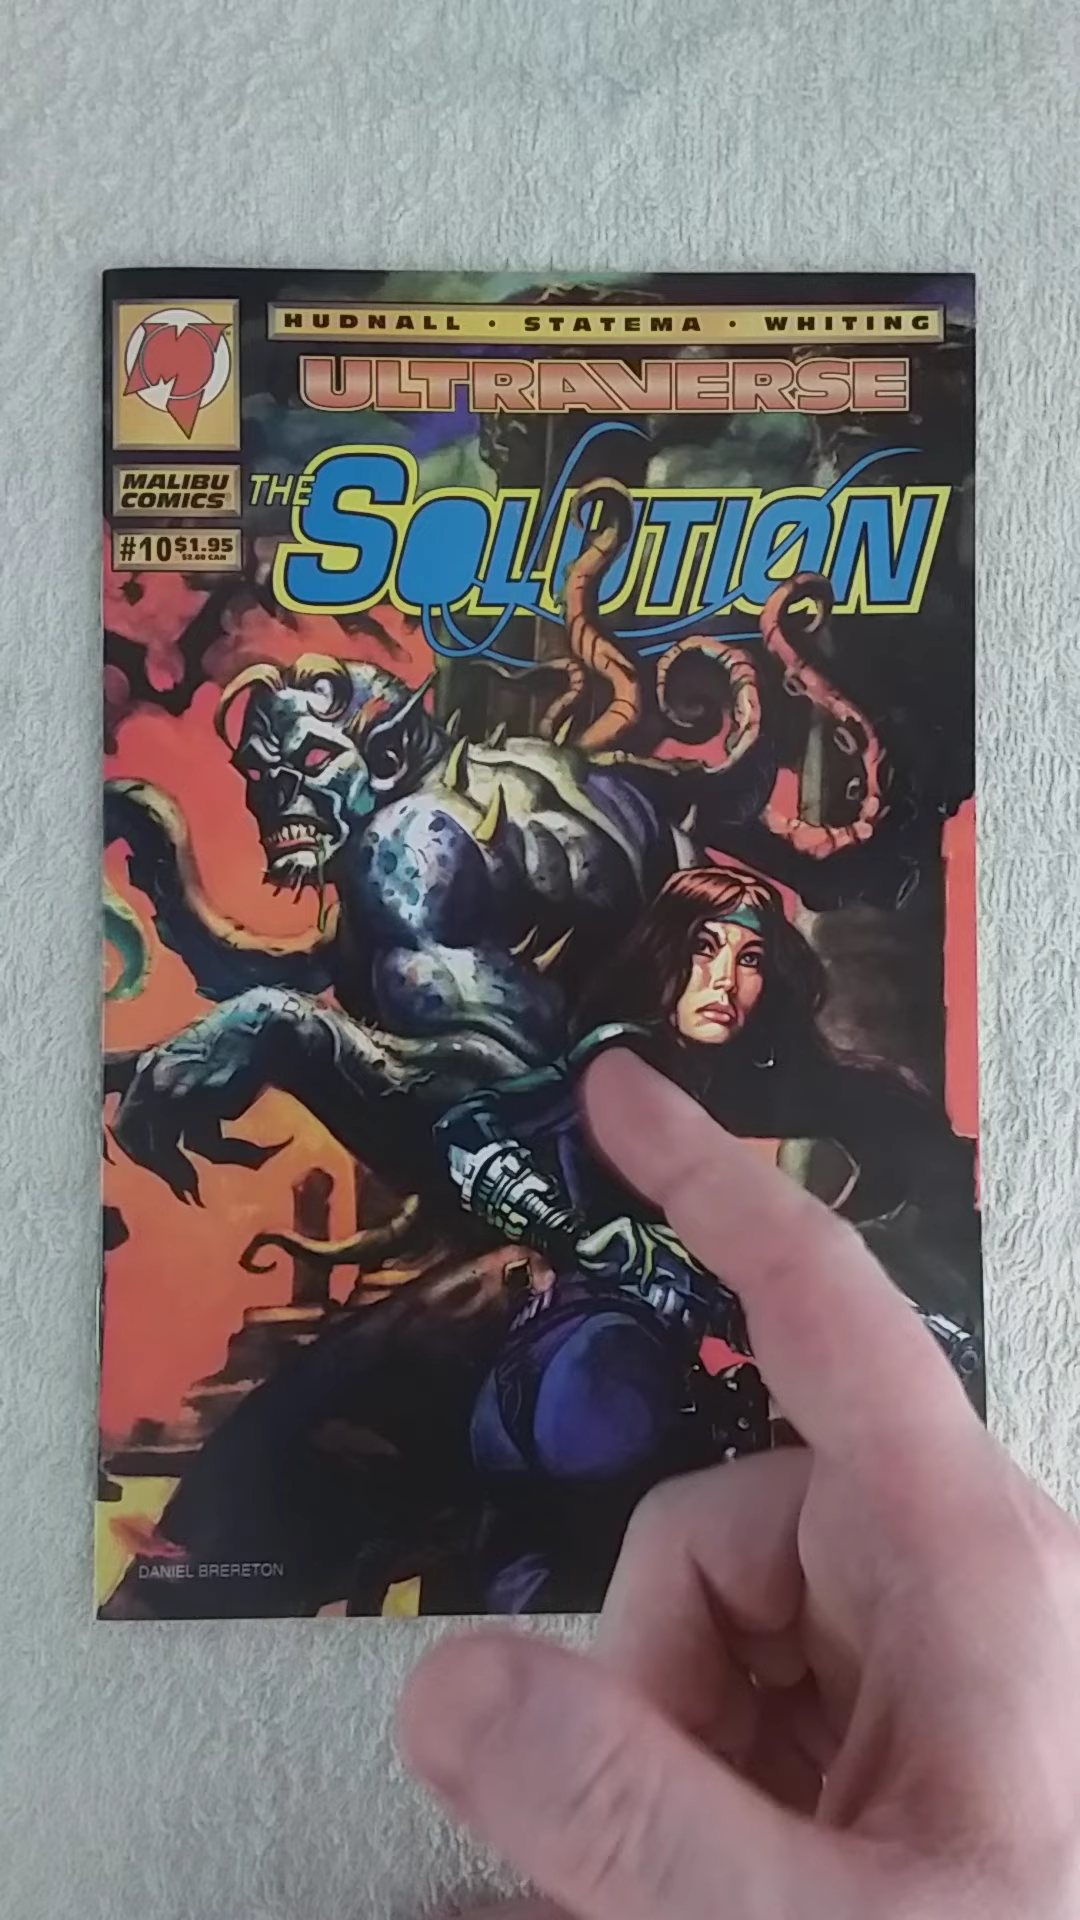 HUDNALL • STATEMA • WHITING
ULTRAVERSE
MALIBU
COMICS
THE SOLUTION
#10 $1.95
$2.60 CAN
DANIEL BRERETON